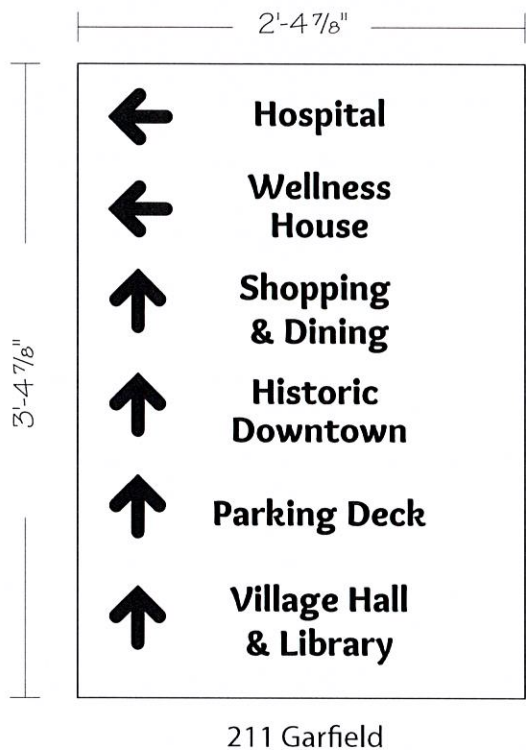 2'-4 7/8"
Hospital
Wellness
House
Shopping
& Dining
Historic
Downtown
3'-4 7/8"
Parking Deck
Village Hall
& Library
211 Garfield